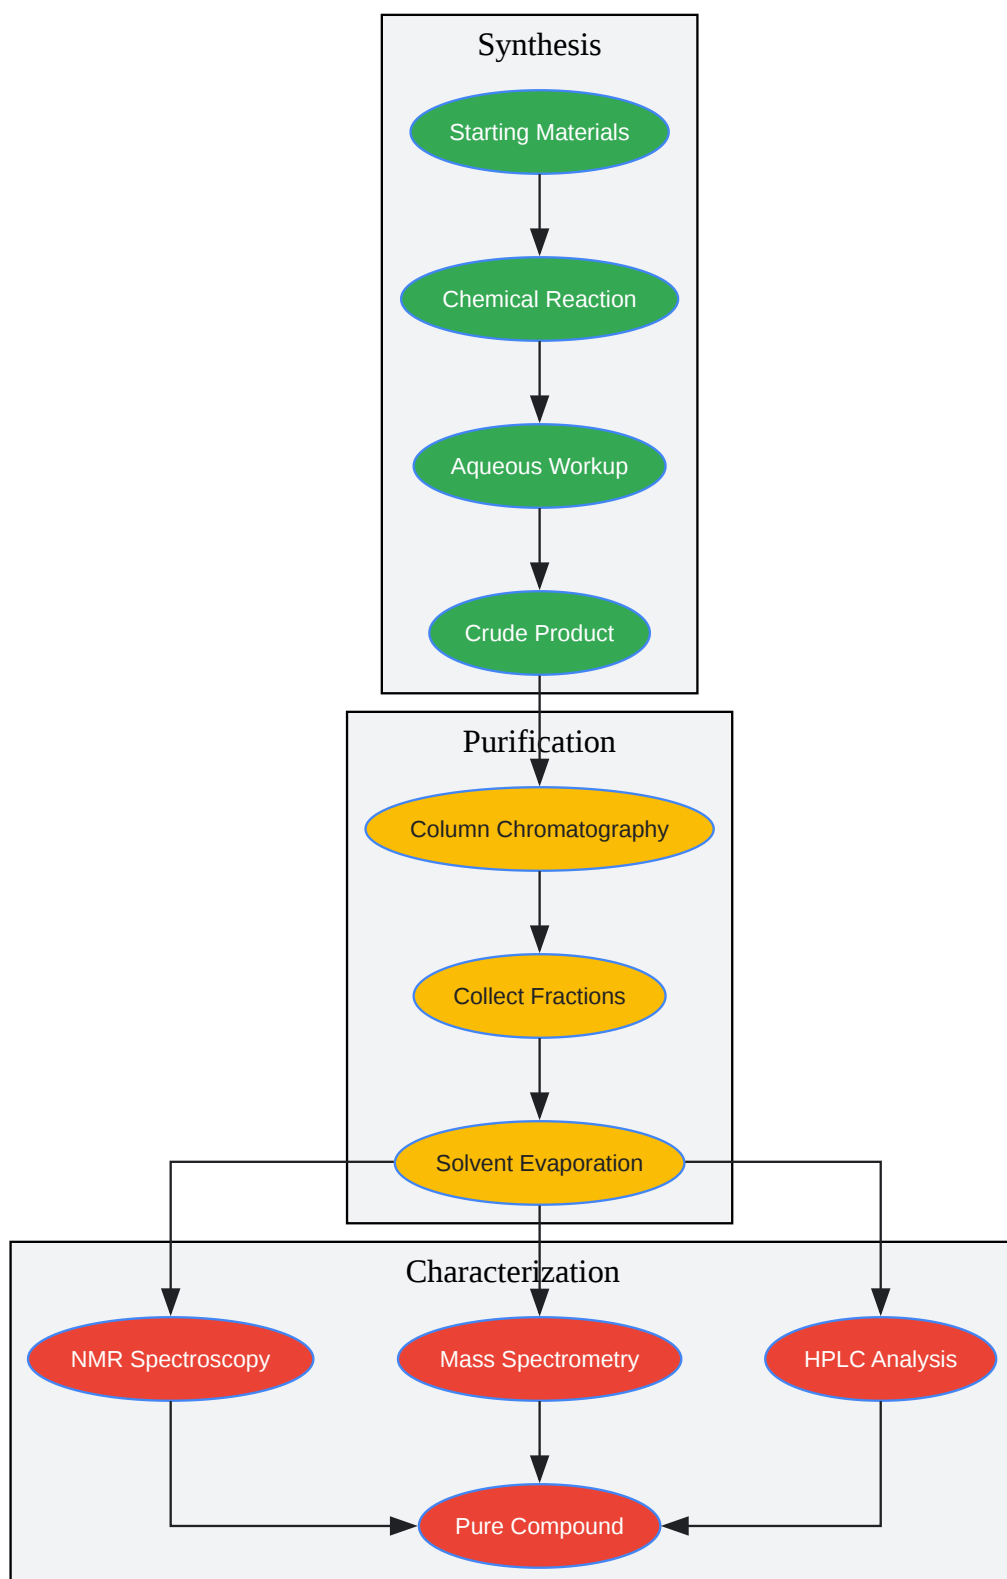 Synthesis
Starting Materials
Chemical Reaction
Aqueous Workup
Crude Product
Purification
Column Chromatography
Collect Fractions
Solvent Evaporation
Characterization
NMR Spectroscopy
Mass Spectrometry
HPLC Analysis
Pure Compound